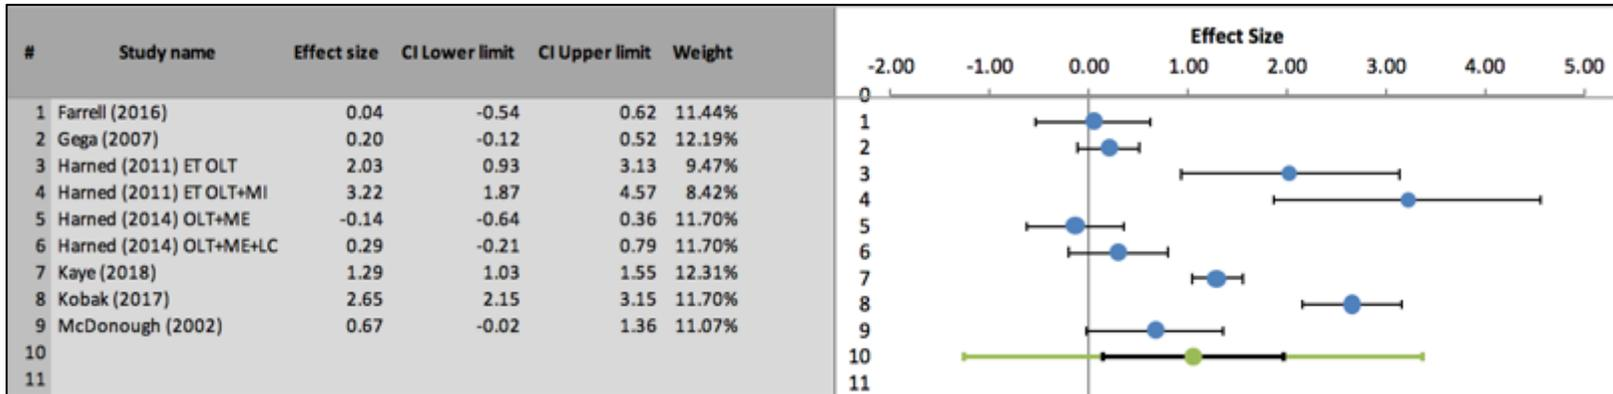 # Study name Effect size CI Lower limit CI Upper limit Weight
1 Farrell (2016) 0.04 -0.54 0.62 11.44%
2 Gega (2007) 0.20 -0.12 0.52 12.19%
3 Harned (2011) ET OLT 2.03 0.93 3.13 9.47%
4 Harned (2011) ET OLT+MI 3.22 1.87 4.57 8.42%
5 Harned (2014) OLT+ME -0.14 -0.64 0.36 11.70%
6 Harned (2014) OLT+ME+LC 0.29 -0.21 0.79 11.70%
7 Kaye (2018) 1.29 1.03 1.55 12.31%
8 Kobak (2017) 2.65 2.15 3.15 11.70%
9 McDonough (2002) 0.67 -0.02 1.36 11.07%
10
11
Effect Size
-2.00 -1.00 0.00 1.00 2.00 3.00 4.00 5.00
0
1
2
3
4
5
6
7
8
9
10
11